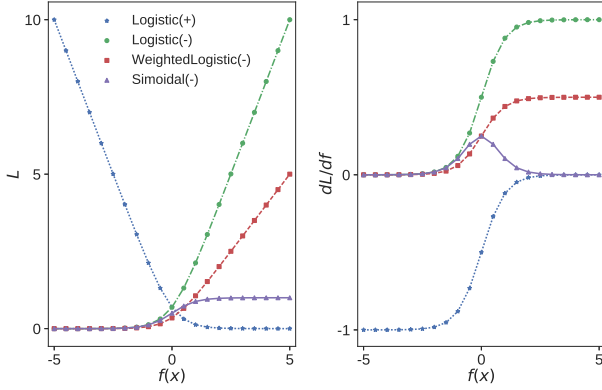 10
5
0
L
Logistic(+)
Logistic(-)
WeightedLogistic(-)
Simoidal(-)
-5
0
5
f(x)
1
0
-1
dL/df
-5
0
5
f(x)